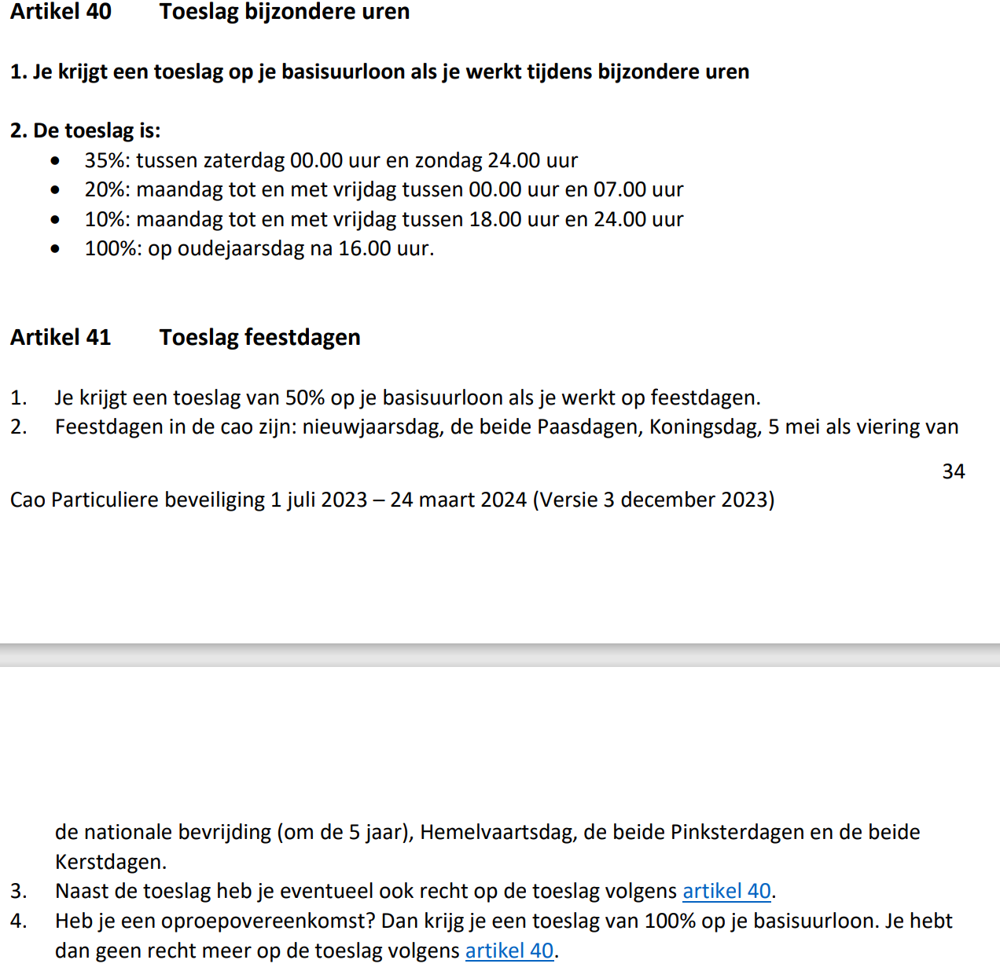 Artikel 40 Toeslag bijzondere uren
1. Je krijgt een toeslag op je basisuurloon als je werkt tijdens bijzondere uren
2. De toeslag is:
• 35%: tussen zaterdag 00.00 uur en zondag 24.00 uur
• 20%: maandag tot en met vrijdag tussen 00.00 uur en 07.00 uur
• 10%: maandag tot en met vrijdag tussen 18.00 uur en 24.00 uur
• 100%: op oudejaarsdag na 16.00 uur.
Artikel 41 Toeslag feestdagen
1. Je krijgt een toeslag van 50% op je basisuurloon als je werkt op feestdagen.
2. Feestdagen in de cao zijn: nieuwjaarsdag, de beide Paasdagen, Koningsdag, 5 mei als viering van
34
Cao Particuliere beveiliging 1 juli 2023 – 24 maart 2024 (Versie 3 december 2023)
de nationale bevrijding (om de 5 jaar), Hemelvaartsdag, de beide Pinksterdagen en de beide
Kerstdagen.
3. Naast de toeslag heb je eventueel ook recht op de toeslag volgens artikel 40.
4. Heb je een oproepovereenkomst? Dan krijg je een toeslag van 100% op je basisuurloon. Je hebt
dan geen recht meer op de toeslag volgens artikel 40.